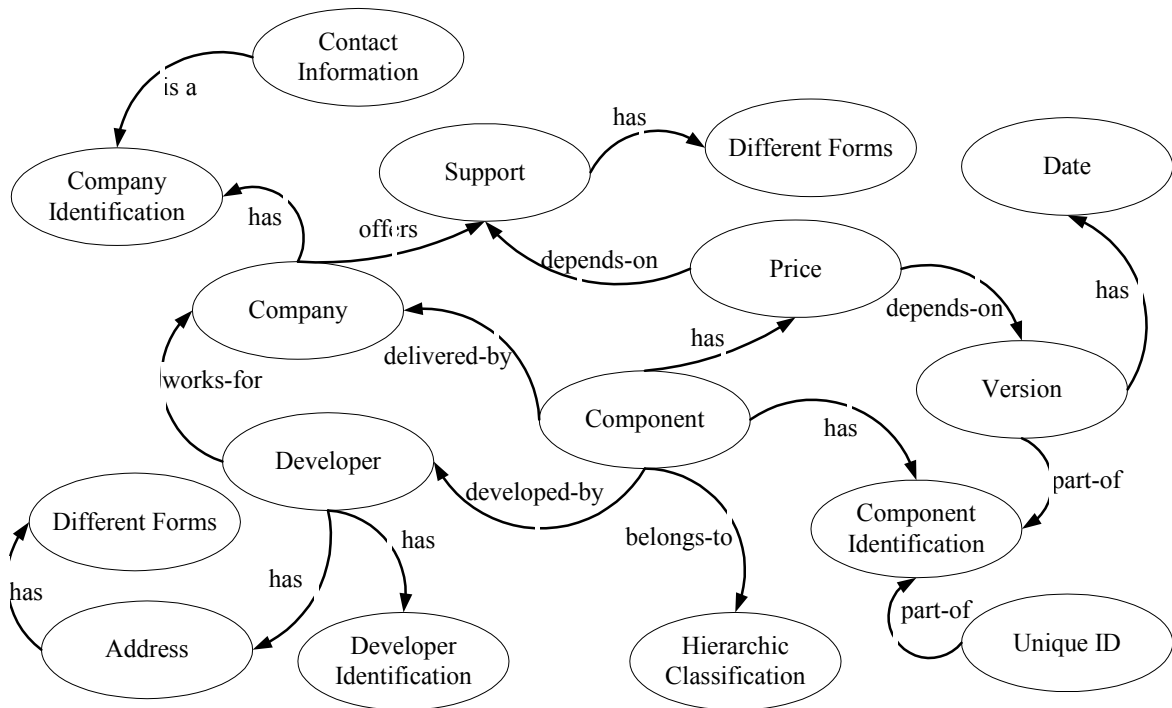 Contact
Information
is a
has
Support
Different Forms
Date
Company
Identification
has
offers
depends-on
Price
has
Company
depends-on
delivered-by
has
works-for
Version
Component
has
Developer
developed-by
part-of
Different Forms
has
belongs-to
Component
Identification
has
has
part-of
Address
Developer
Identification
Hierarchic
Classification
Unique ID